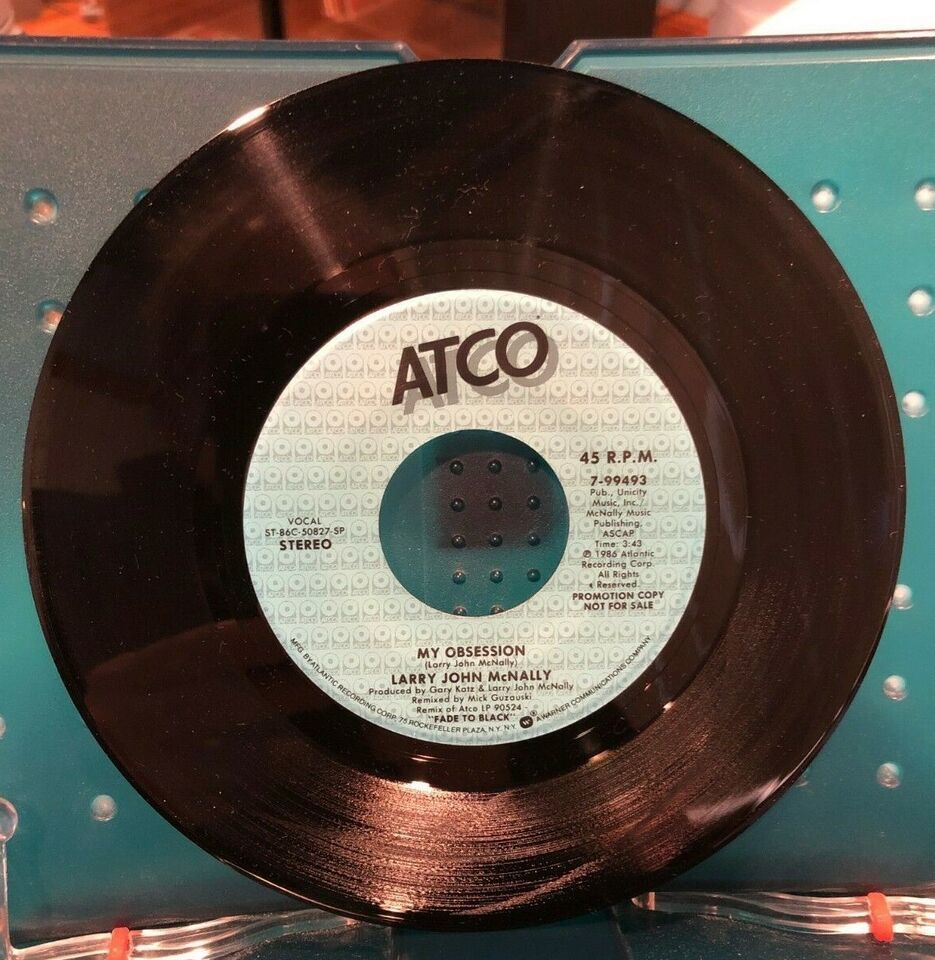 ATCO
45 R.P.M.
7-99493
Pub., Unicity
Music, Inc./
McNally Music
Publishing,
ASCAP
Time: 3:43
℗ 1986 Atlantic
Recording Corp.
All Rights
Reserved.
PROMOTION COPY
NOT FOR SALE
VOCAL
ST-86C-50827-SP
STEREO
MY OBSESSION
(Larry John McNally)
LARRY JOHN McNALLY
Produced by Gary Katz & Larry John McNally
Remixed by Mick Guzauski
Remix of Atco LP 90524
"FADE TO BLACK"
MFG. BY ATLANTIC RECORDING CORP. 75 ROCKEFELLER PLAZA, N.Y. N.Y. ® A WARNER COMMUNICATIONS COMPANY